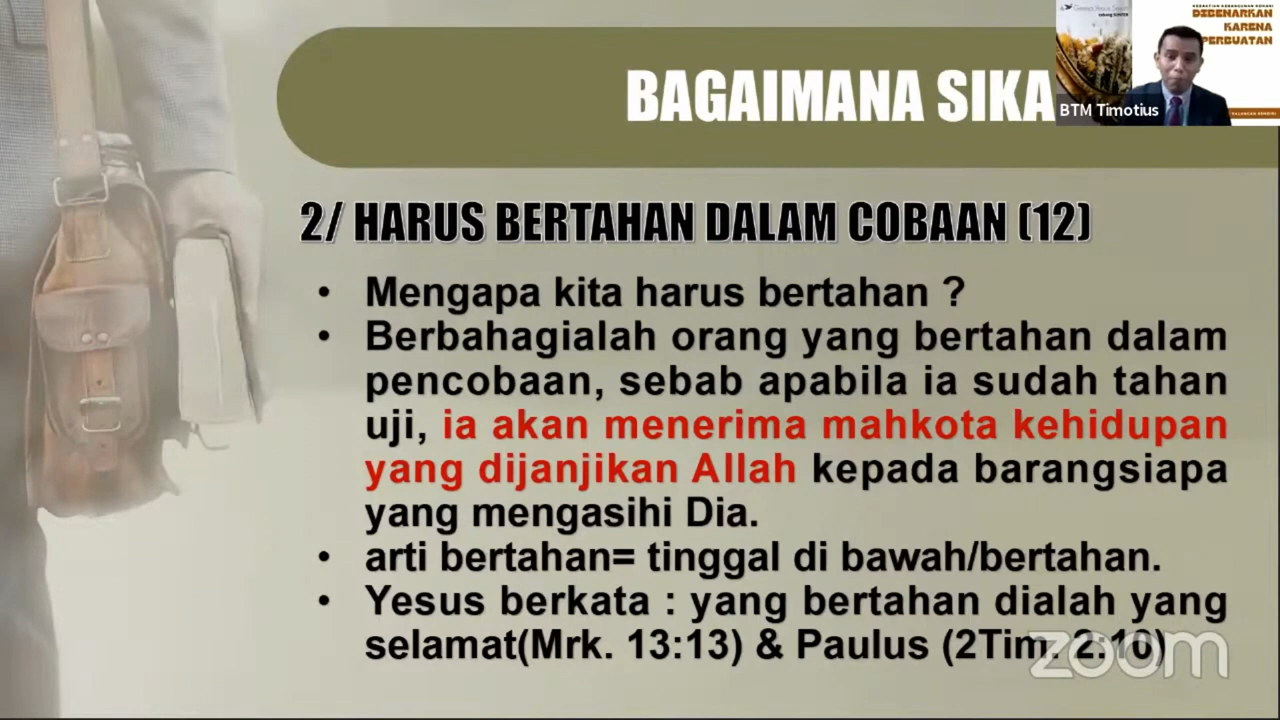 BAGAIMANA SIKA
DIBENARKAN
KARENA
PERBUATAN
BTM Timotius
2/ HARUS BERTAHAN DALAM COBAAN (12)
• Mengapa kita harus bertahan ?
• Berbahagialah orang yang bertahan dalam
pencobaan, sebab apabila ia sudah tahan
uji, ia akan menerima mahkota kehidupan
yang dijanjikan Allah kepada barangsiapa
yang mengasihi Dia.
• arti bertahan= tinggal di bawah/bertahan.
• Yesus berkata : yang bertahan dialah yang
selamat(Mrk. 13:13) & Paulus (2Tim. 2:10)
zoom